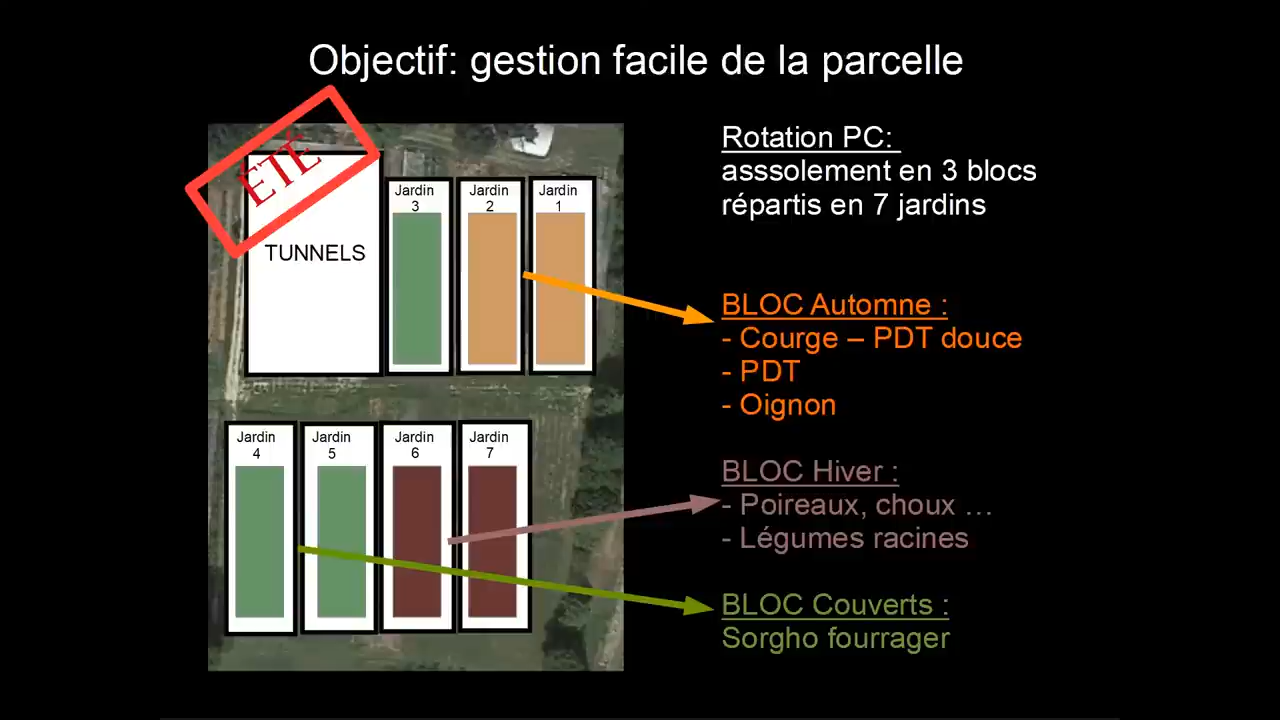 Objectif: gestion facile de la parcelle
ÉTÉ
TUNNELS
Jardin
3
Jardin
2
Jardin
1
Jardin
4
Jardin
5
Jardin
6
Jardin
7
Rotation PC:
asssolement en 3 blocs
répartis en 7 jardins
BLOC Automne :
- Courge – PDT douce
- PDT
- Oignon
BLOC Hiver :
- Poireaux, choux …
- Légumes racines
BLOC Couverts :
Sorgho fourrager